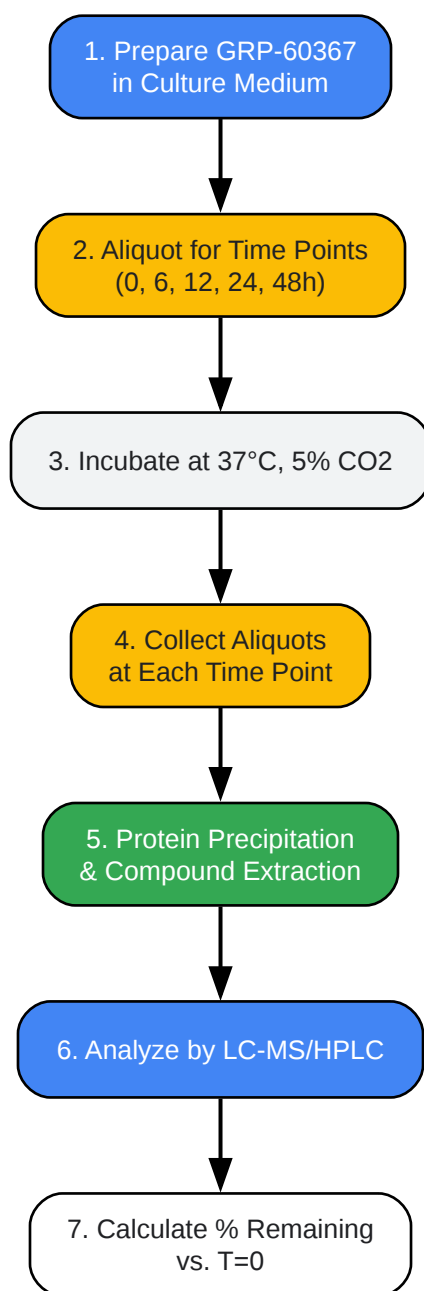 1. Prepare GRP-60367
in Culture Medium
2. Aliquot for Time Points
(0, 6, 12, 24, 48h)
3. Incubate at 37°C, 5% CO2
4. Collect Aliquots
at Each Time Point
5. Protein Precipitation
& Compound Extraction
6. Analyze by LC-MS/HPLC
7. Calculate % Remaining
vs. T=0